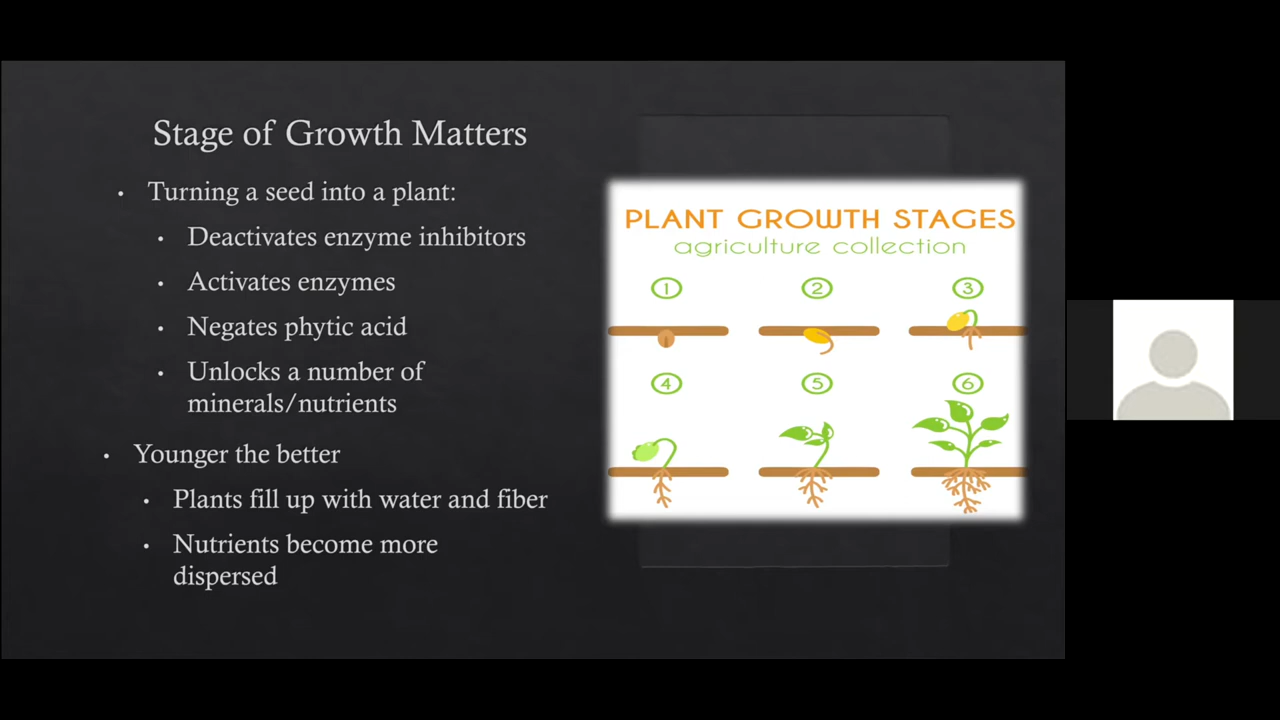 Stage of Growth Matters
• Turning a seed into a plant:
• Deactivates enzyme inhibitors
• Activates enzymes
• Negates phytic acid
• Unlocks a number of
minerals/nutrients
• Younger the better
• Plants fill up with water and fiber
• Nutrients become more
dispersed
PLANT GROWTH STAGES
agriculture collection
1 2 3
4 5 6